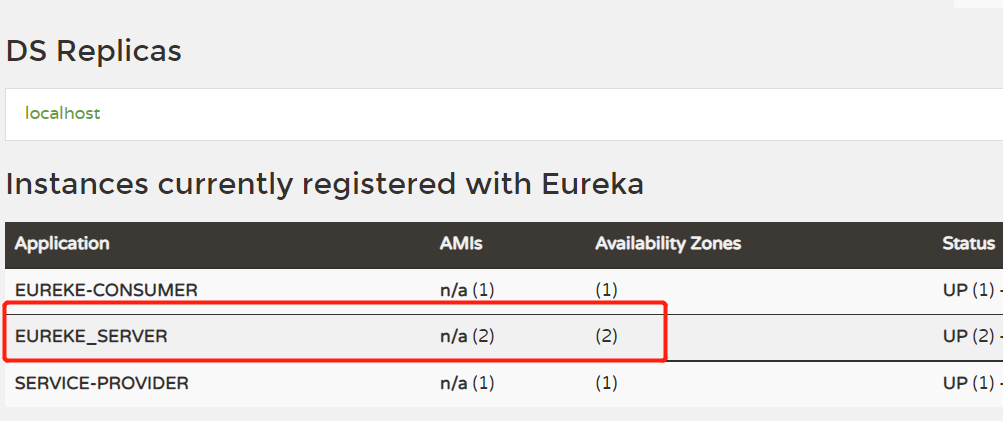 DS Replicas
localhost
Instances currently registered with Eureka
Application AMIs Availability Zones Status
EUREKE-CONSUMER n/a (1) (1) UP (1) -
EUREKE_SERVER n/a (2) (2) UP (2) -
SERVICE-PROVIDER n/a (1) (1) UP (1) -